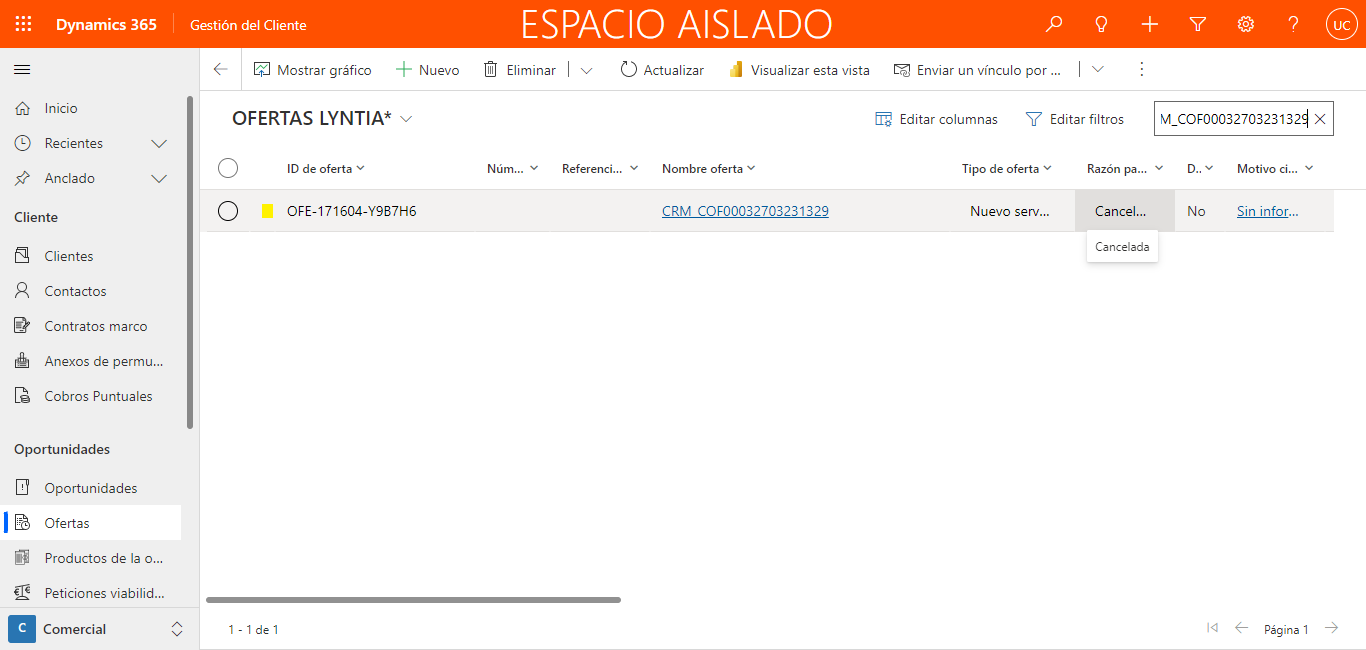 Dynamics 365
Gestión del Cliente
ESPACIO AISLADO
UC
Mostrar gráfico
Nuevo
Eliminar
Actualizar
Visualizar esta vista
Enviar un vínculo por ...
Inicio
Recientes
Anclado
Cliente
Clientes
Contactos
Contratos marco
Anexos de permu...
Cobros Puntuales
Oportunidades
Oportunidades
Ofertas
Productos de la o...
Peticiones viabilid...
C
Comercial
OFERTAS LYNTIA*
Editar columnas
Editar filtros
M_COF00032703231329
ID de oferta
Núm...
Referenci...
Nombre oferta
Tipo de oferta
Razón pa...
D..
Motivo ci...
OFE-171604-Y9B7H6
CRM_COF00032703231329
Nuevo serv...
Cancel...
No
Sin infor...
Cancelada
1 - 1 de 1
Página 1